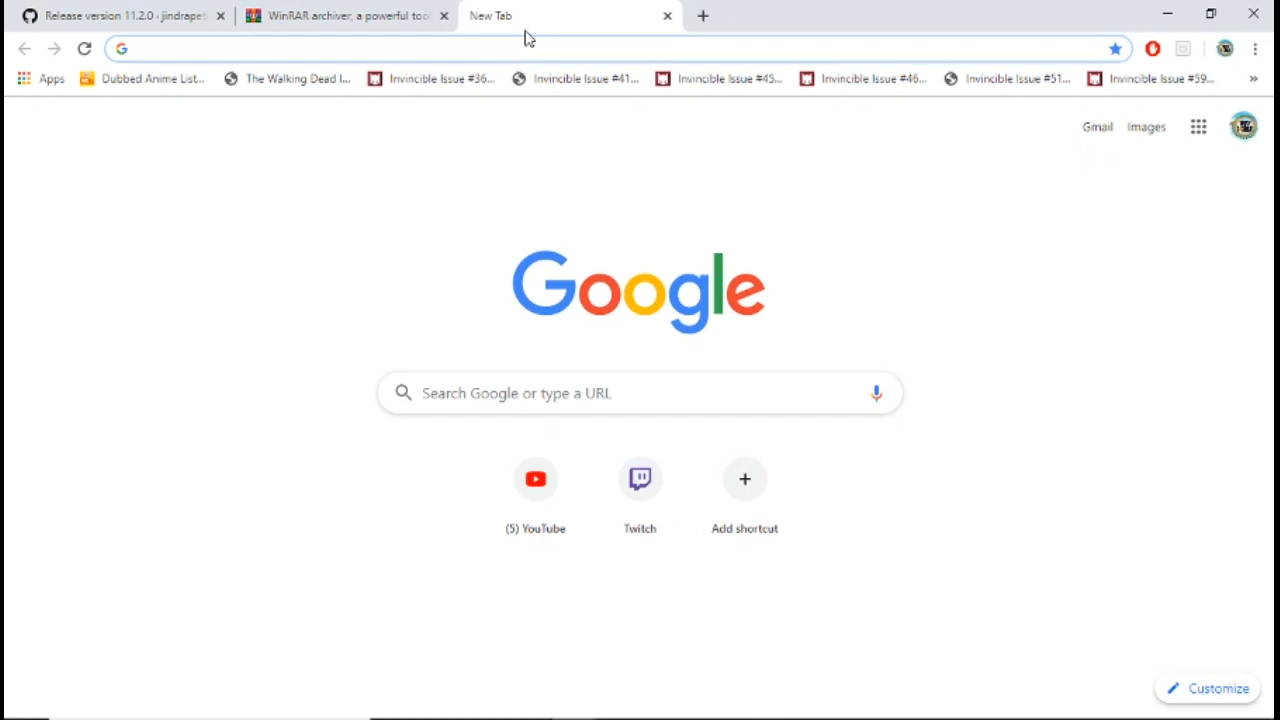 Release version 11.2.0 · jindrapet
WinRAR archiver, a powerful tool
New Tab
Apps
Dubbed Anime List...
The Walking Dead I...
Invincible Issue #36...
Invincible Issue #41...
Invincible Issue #45...
Invincible Issue #46...
Invincible Issue #51...
Invincible Issue #59...
»
Gmail
Images
Google
Search Google or type a URL
(5) YouTube
Twitch
Add shortcut
Customize